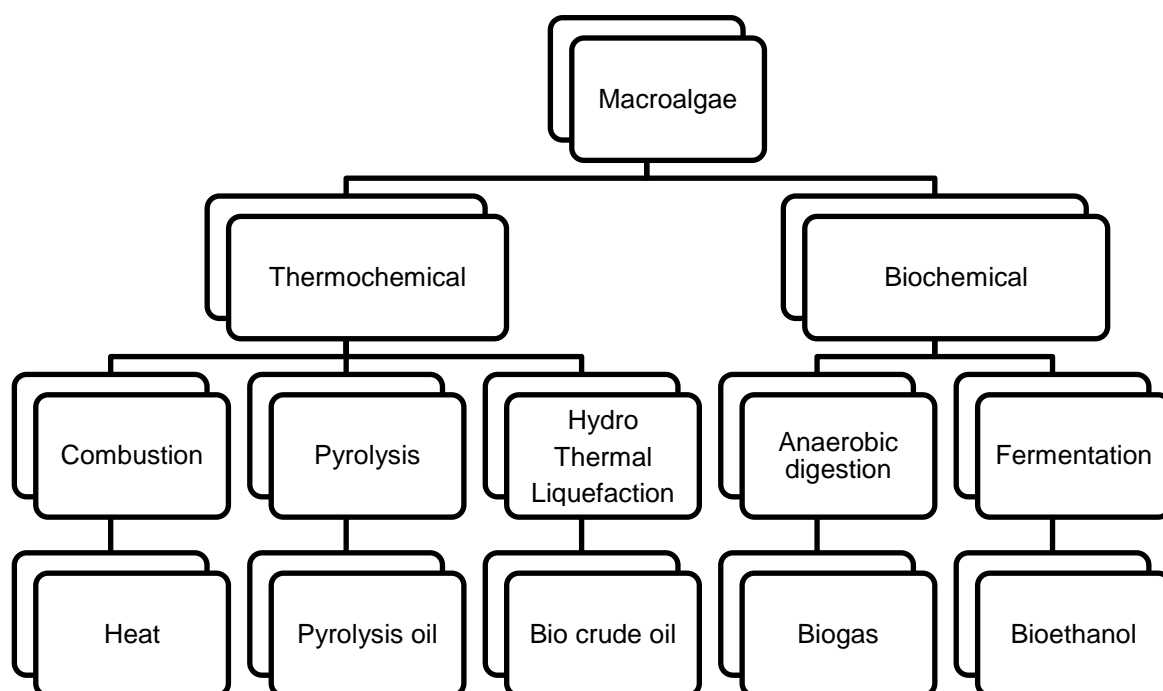 Macroalgae
Thermochemical
Biochemical
Combustion
Pyrolysis
Hydro
Thermal
Liquefaction
Anaerobic
digestion
Fermentation
Heat
Pyrolysis oil
Bio crude oil
Biogas
Bioethanol